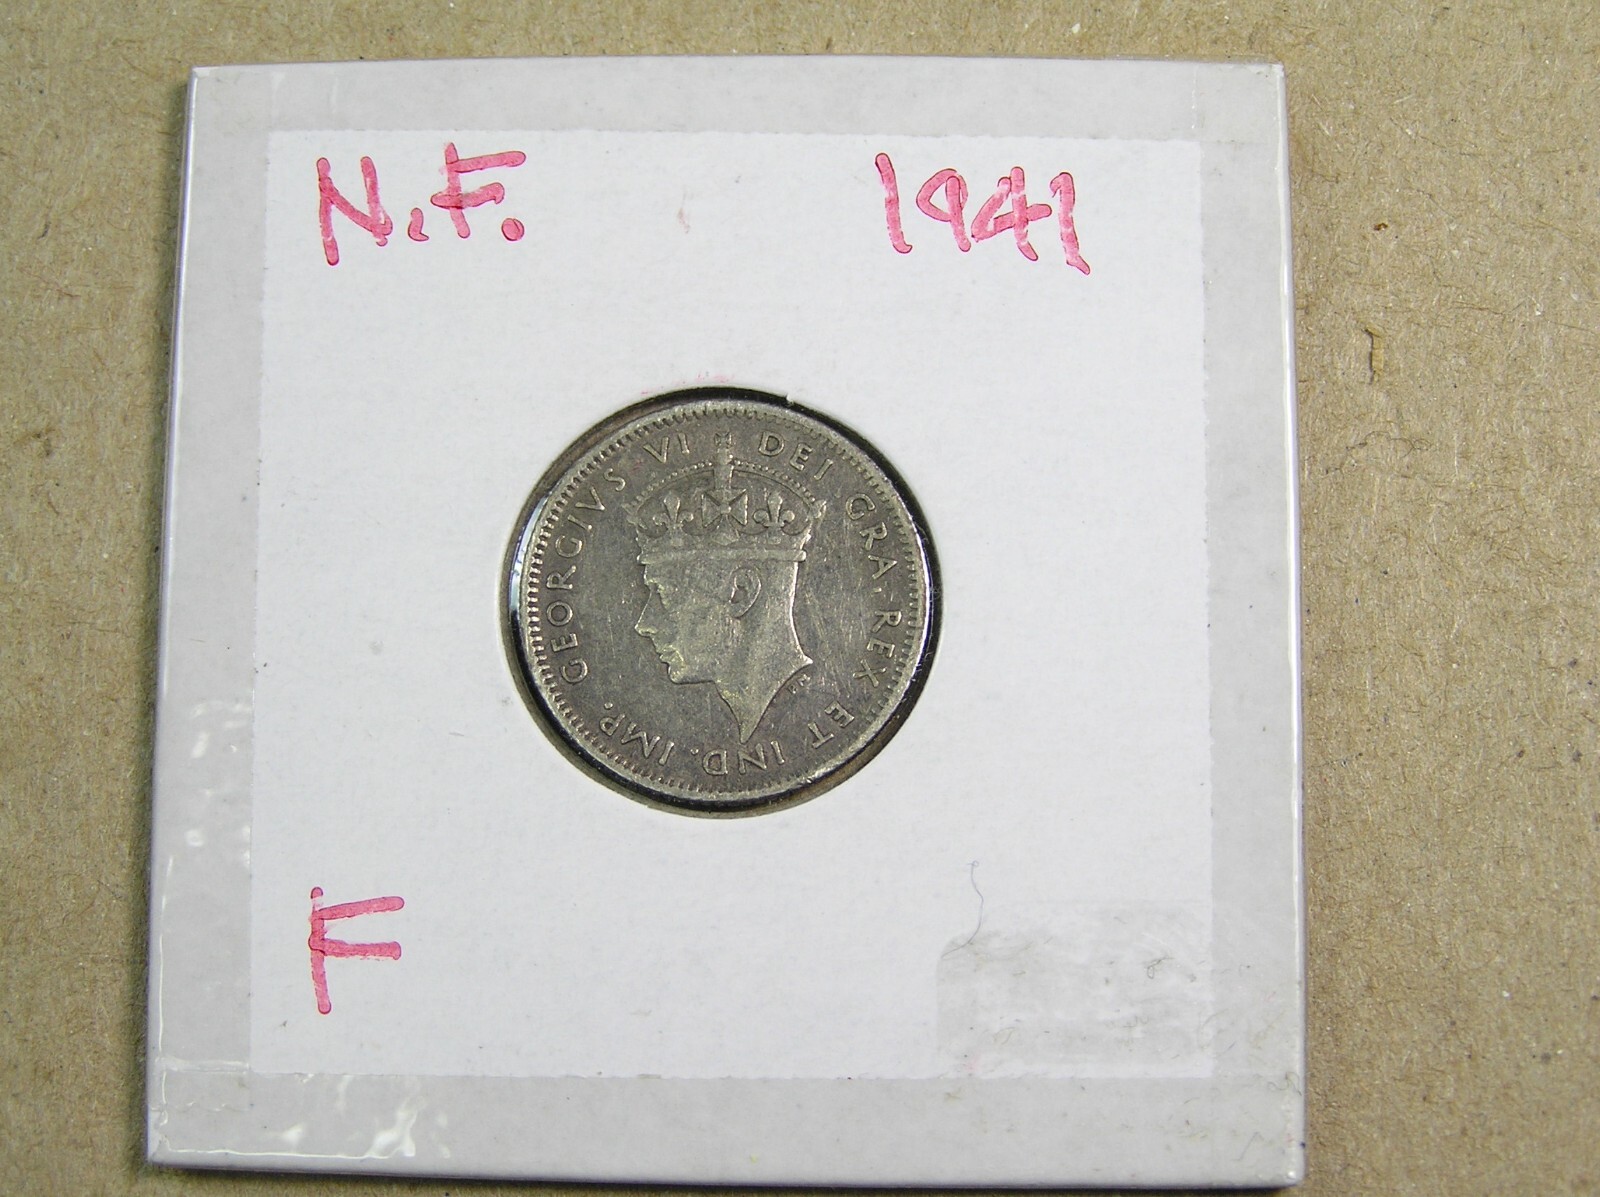 N.F. 1941
GEORGIVS VI DEI GRA. REX ET IND. IMP.
F